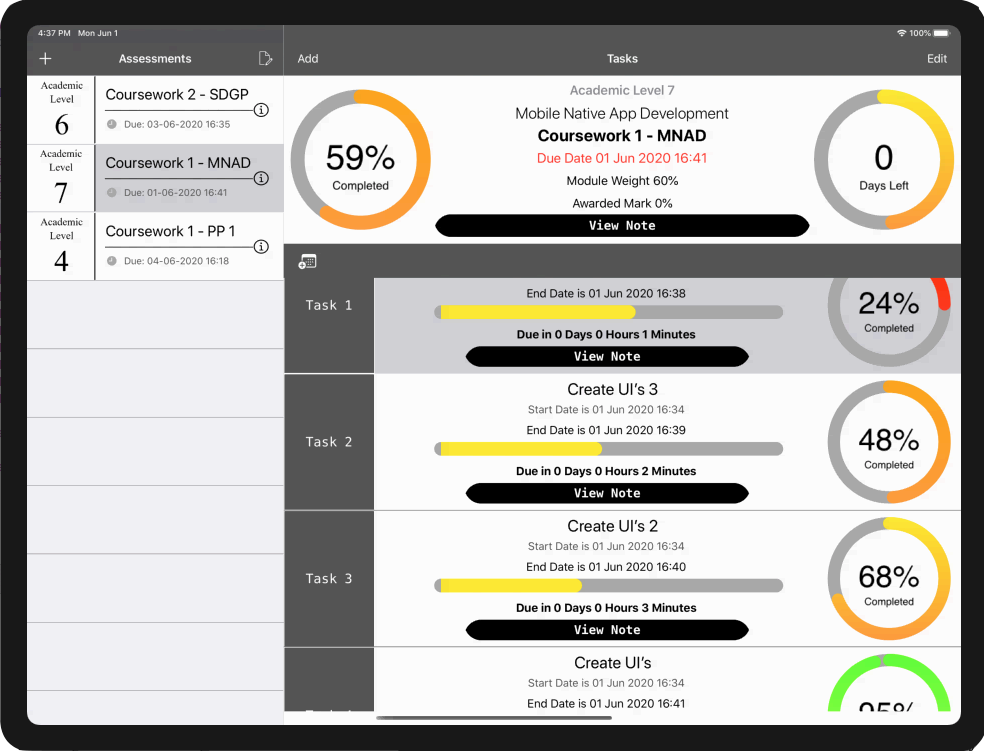 4:37 PM Mon Jun 1
100%
Assessments
Academic
Level
6
Coursework 2 - SDGP
Due: 03-06-2020 16:35
Academic
Level
7
Coursework 1 - MNAD
Due: 01-06-2020 16:41
Academic
Level
4
Coursework 1 - PP 1
Due: 04-06-2020 16:18
Add
Tasks
Edit
59%
Completed
Academic Level 7
Mobile Native App Development
Coursework 1 - MNAD
Due Date 01 Jun 2020 16:41
Module Weight 60%
Awarded Mark 0%
View Note
0
Days Left
Task 1
End Date is 01 Jun 2020 16:38
Due in 0 Days 0 Hours 1 Minutes
View Note
24%
Completed
Task 2
Create UI's 3
Start Date is 01 Jun 2020 16:34
End Date is 01 Jun 2020 16:39
Due in 0 Days 0 Hours 2 Minutes
View Note
48%
Completed
Task 3
Create UI's 2
Start Date is 01 Jun 2020 16:34
End Date is 01 Jun 2020 16:40
Due in 0 Days 0 Hours 3 Minutes
View Note
68%
Completed
Create UI's
Start Date is 01 Jun 2020 16:34
End Date is 01 Jun 2020 16:41
95%